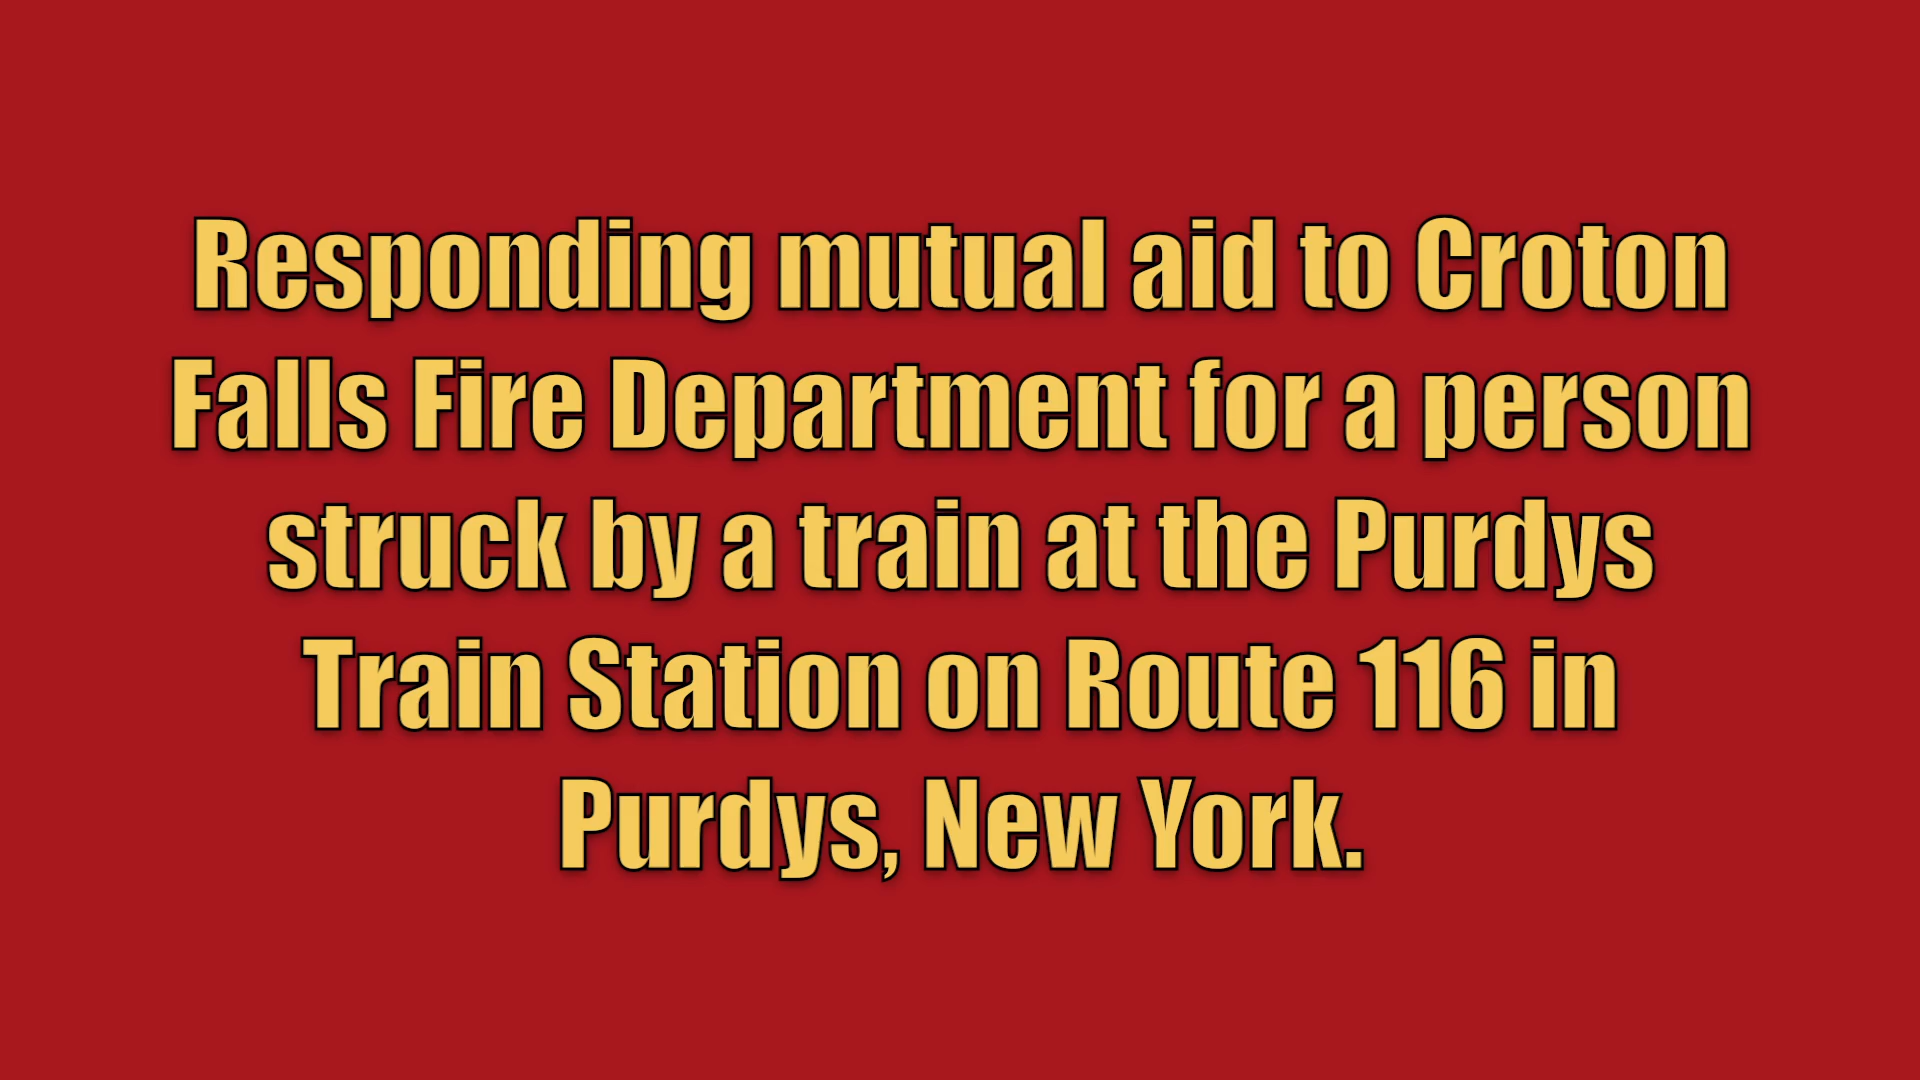 Responding mutual aid to Croton
Falls Fire Department for a person
struck by a train at the Purdys
Train Station on Route 116 in
Purdys, New York.